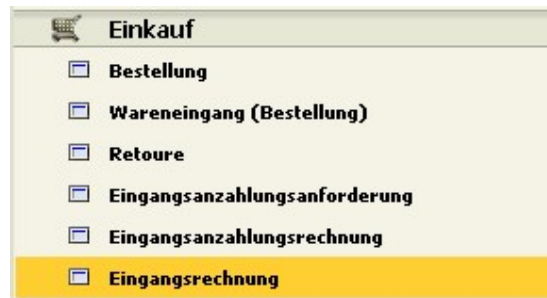 Einkauf
Bestellung
Wareneingang (Bestellung)
Retoure
Eingangsanzahlungsanforderung
Eingangsanzahlungsrechnung
Eingangsrechnung